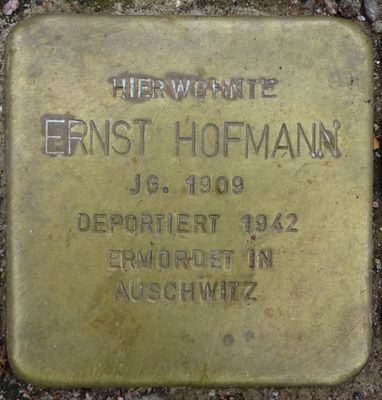 HIER WOHNTE
ERNST HOFMANN
JG. 1909
DEPORTIERT 1942
ERMORDET IN
AUSCHWITZ